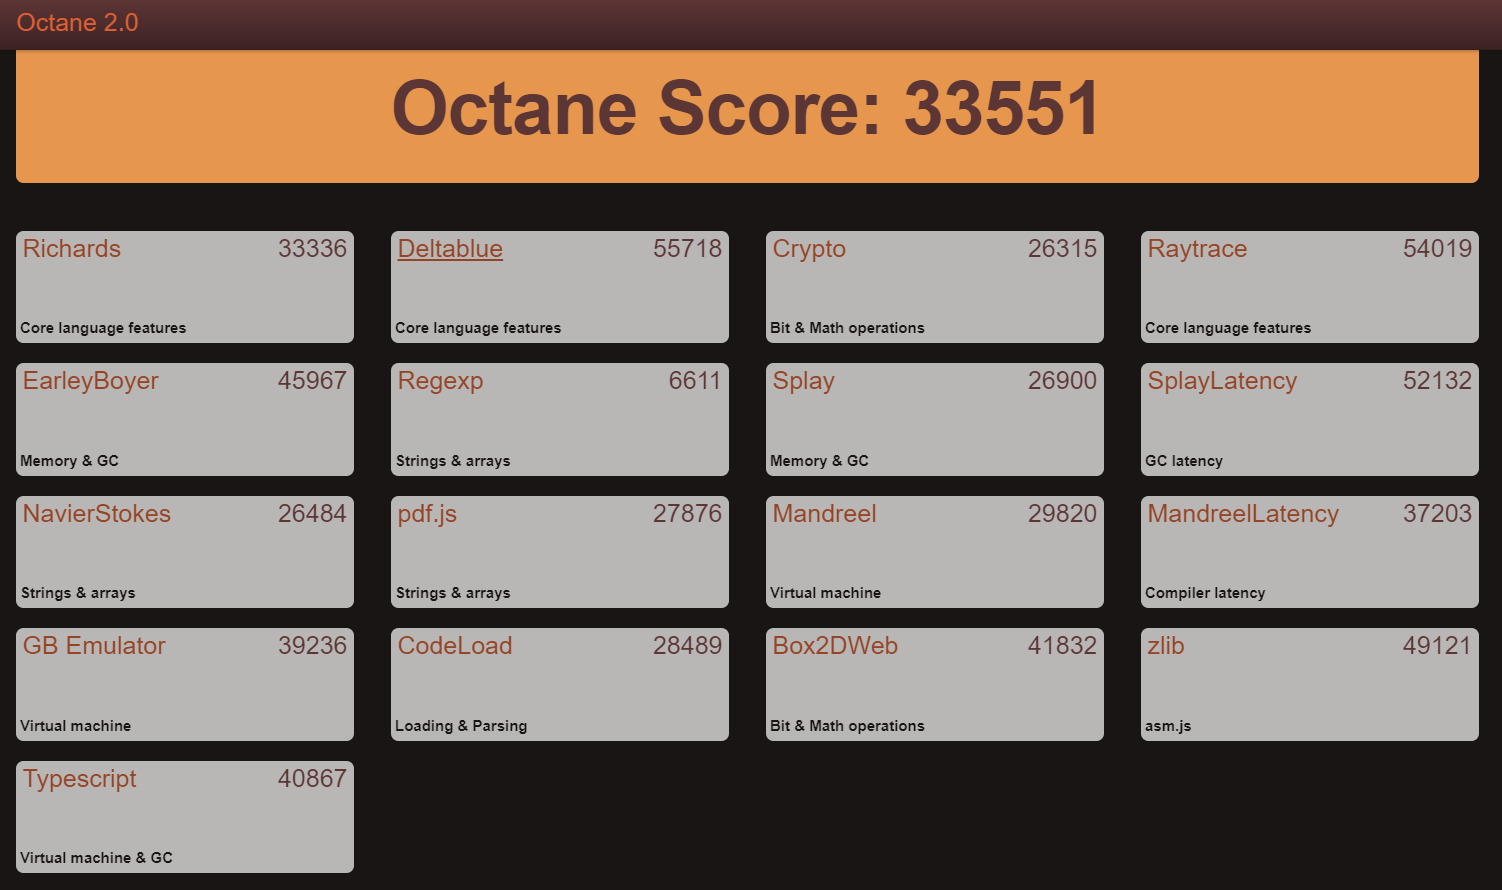 Octane 2.0
Octane Score: 33551
Richards 33336
Core language features
Deltablue 55718
Core language features
Crypto 26315
Bit & Math operations
Raytrace 54019
Core language features
EarleyBoyer 45967
Memory & GC
Regexp 6611
Strings & arrays
Splay 26900
Memory & GC
SplayLatency 52132
GC latency
NavierStokes 26484
Strings & arrays
pdf.js 27876
Strings & arrays
Mandreel 29820
Virtual machine
MandreelLatency 37203
Compiler latency
GB Emulator 39236
Virtual machine
CodeLoad 28489
Loading & Parsing
Box2DWeb 41832
Bit & Math operations
zlib 49121
asm.js
Typescript 40867
Virtual machine & GC